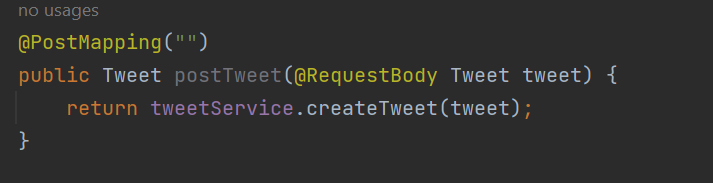 no usages
@PostMapping("")
public Tweet postTweet(@RequestBody Tweet tweet) {
    return tweetService.createTweet(tweet);
}